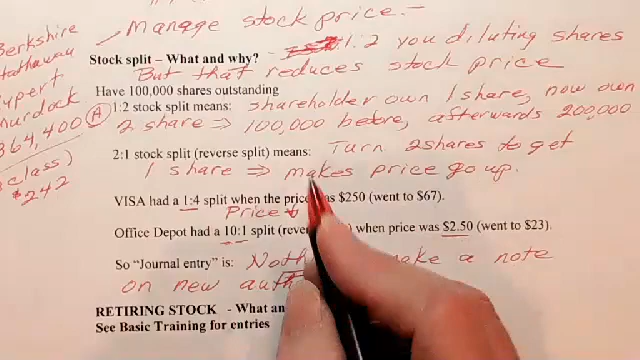 Manage stock price.-
Berkshire
Hathaway
Rupert
Murdock
364,400 (A)
class)
$242
Stock split – What and why? - 1:2 you diluting shares
But that reduces stock price
Have 100,000 shares outstanding
1:2 stock split means: shareholder own 1 share, now own
2 share ⇒ 100,000 before, afterwards 200,000
2:1 stock split (reverse split) means: Turn 2 shares to get
1 share ⇒ makes price go up.
VISA had a 1:4 split when the price was $250 (went to $67).
Price ↓
Office Depot had a 10:1 split (rever when price was $2.50 (went to $23).
So "Journal entry" is: make a note
on new
RETIRING STOCK - What an
See Basic Training for entries